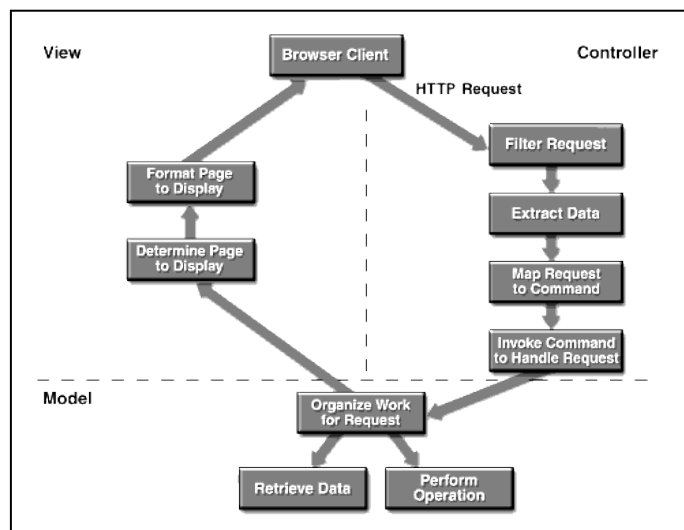 View
Browser Client
Controller
HTTP Request
Filter Request
Format Page
to Display
Extract Data
Determine Page
to Display
Map Request
to Command
Invoke Command
to Handle Request
Model
Organize Work
for Request
Retrieve Data
Perform
Operation